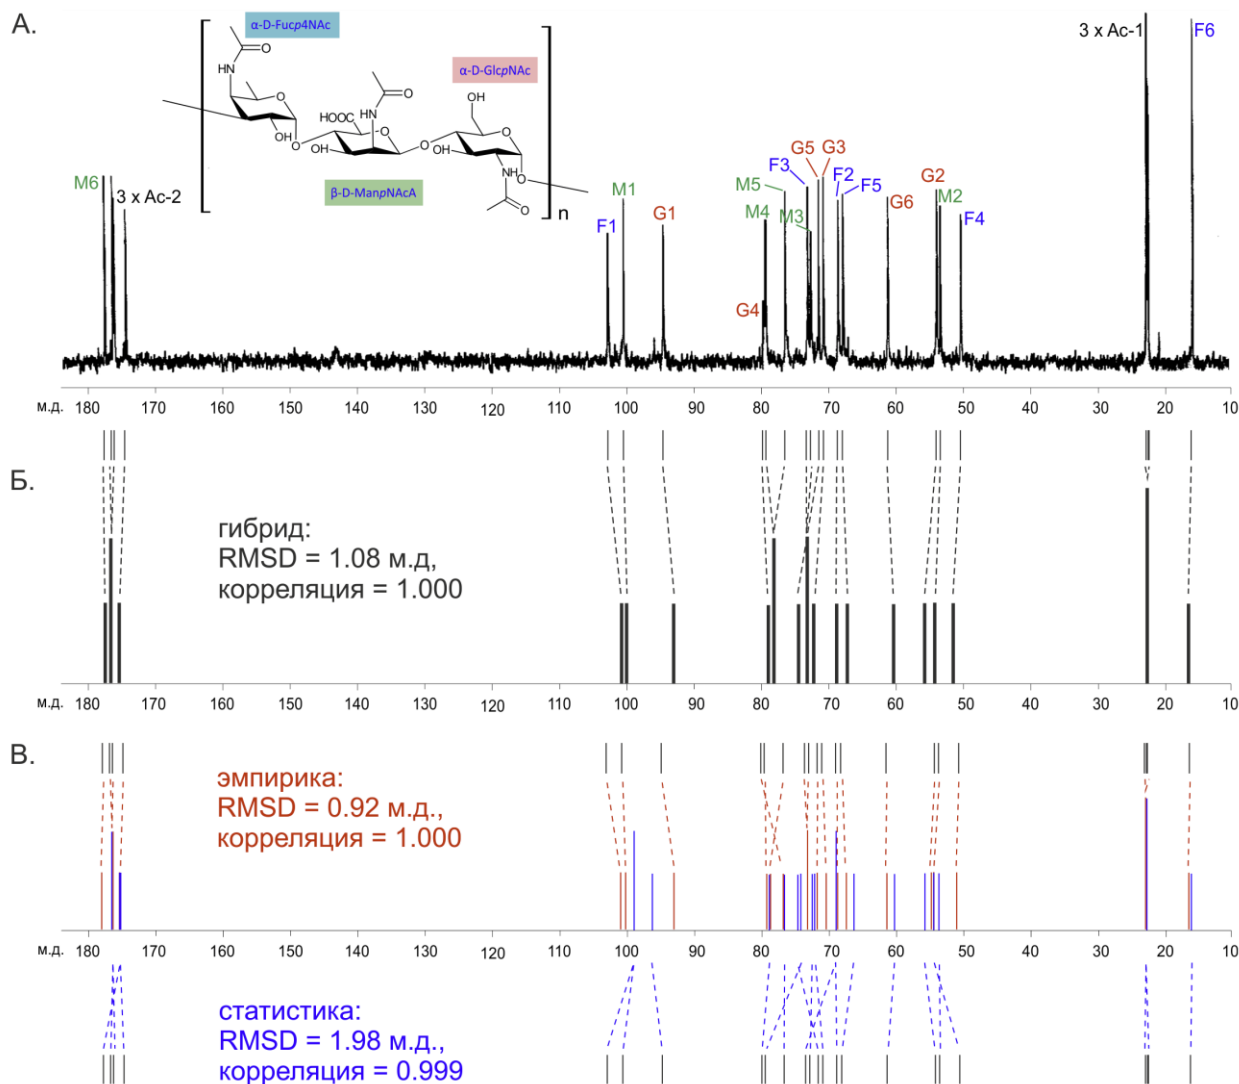 А.
α-D-Fucp4NAc
α-D-GlcpNAc
β-D-ManpNAcA
NH
O
O
OH
HOOC
O
O
HN
O
HO
O
OH
O
O
HO
NH
O
O
n
M6
3 x Ac-2
F1
M1
G1
G4
M4
M5
F3
M3
G5
G3
F2
F5
G6
G2
M2
F4
3 x Ac-1
F6
м.д. 180 170 160 150 140 130 120 110 100 90 80 70 60 50 40 30 20 10
Б.
гибрид:
RMSD = 1.08 м.д,
корреляция = 1.000
м.д. 180 170 160 150 140 130 120 110 100 90 80 70 60 50 40 30 20 10
В.
эмпирика:
RMSD = 0.92 м.д.,
корреляция = 1.000
м.д. 180 170 160 150 140 130 120 110 100 90 80 70 60 50 40 30 20 10
статистика:
RMSD = 1.98 м.д.,
корреляция = 0.999